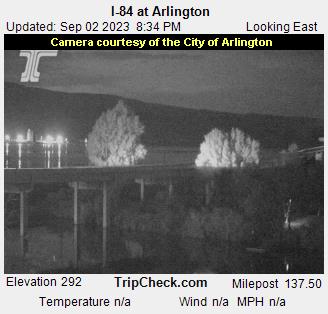 I-84 at Arlington
Updated: Sep 02 2023 8:34 PM Looking East
Camera courtesy of the City of Arlington
Elevation 292 TripCheck.com Milepost 137.50
Temperature n/a Wind n/a MPH n/a